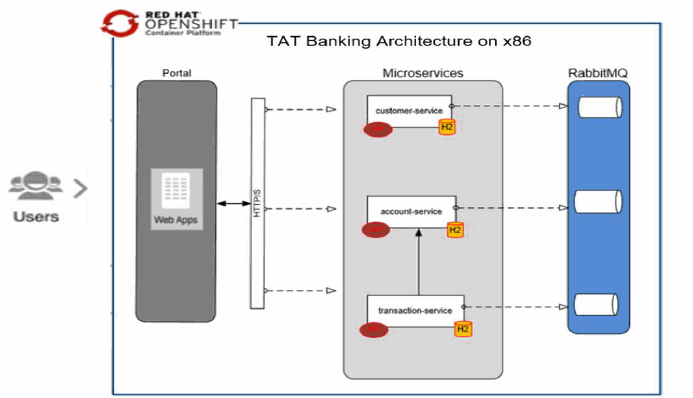 RED HAT
OPENSHIFT
Container Platform
TAT Banking Architecture on x86
Portal
Microservices
RabbitMQ
customer-service
H2
Users
Web Apps
HTTP/S
account-service
H2
transaction-service
H2